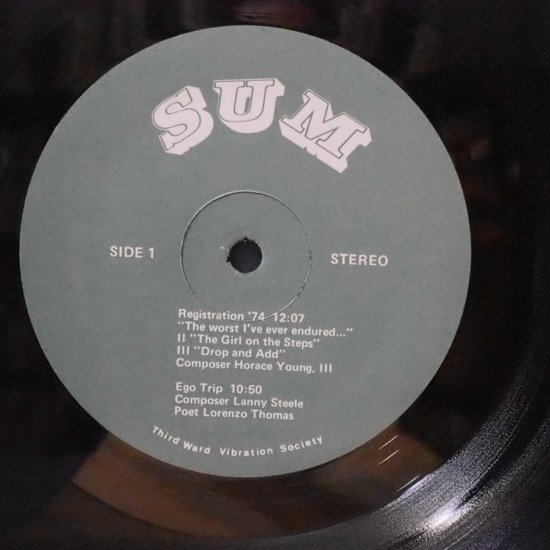 SUM
SIDE 1
STEREO
Registration '74 12:07
"The worst I've ever endured..."
II "The Girl on the Steps"
III "Drop and Add"
Composer Horace Young, III
Ego Trip 10:50
Composer Lanny Steele
Poet Lorenzo Thomas
Third Ward Vibration Society